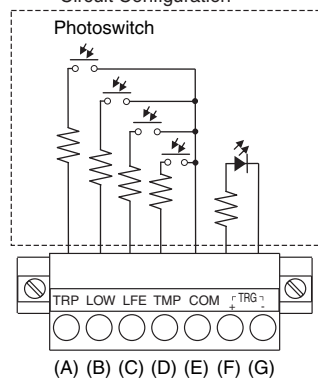 Circuit Configuration
Photoswitch
TRP LOW LFE TMP COM TRG
+ -
(A) (B) (C) (D) (E) (F) (G)